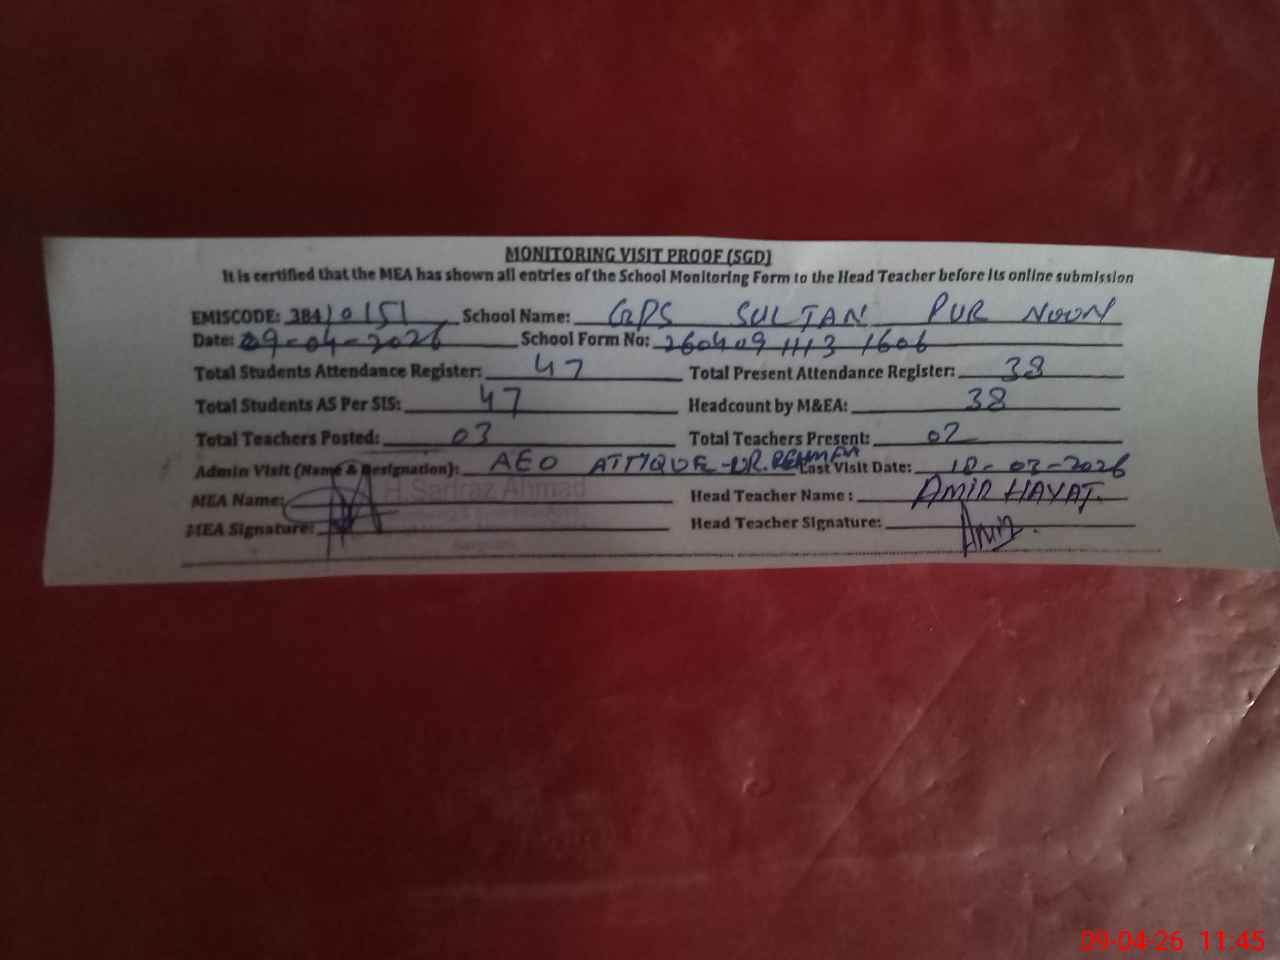 MONITORING VISIT PROOF (SGD)
It is certified that the MEA has shown all entries of the School Monitoring Form to the Head Teacher before its online submission
EMISCODE: 38410151 School Name: GPS SULTAN PUR NOON
Date: 09-04-2026 School Form No: 260409 1113 1606
Total Students Attendance Register: 47 Total Present Attendance Register: 38
Total Students AS Per SIS: 47 Headcount by M&EA: 38
Total Teachers Posted: 03 Total Teachers Present: 02
Admin Visit (Name & Designation): AEO ATTIQUE-UR.REHMAN Last Visit Date: 10-03-2026
MEA Name: H.Sarfraz Ahmad Head Teacher Name: AMIR HAYAT.
MEA Signature: Head Teacher Signature: Amir.
09-04-26 11:45